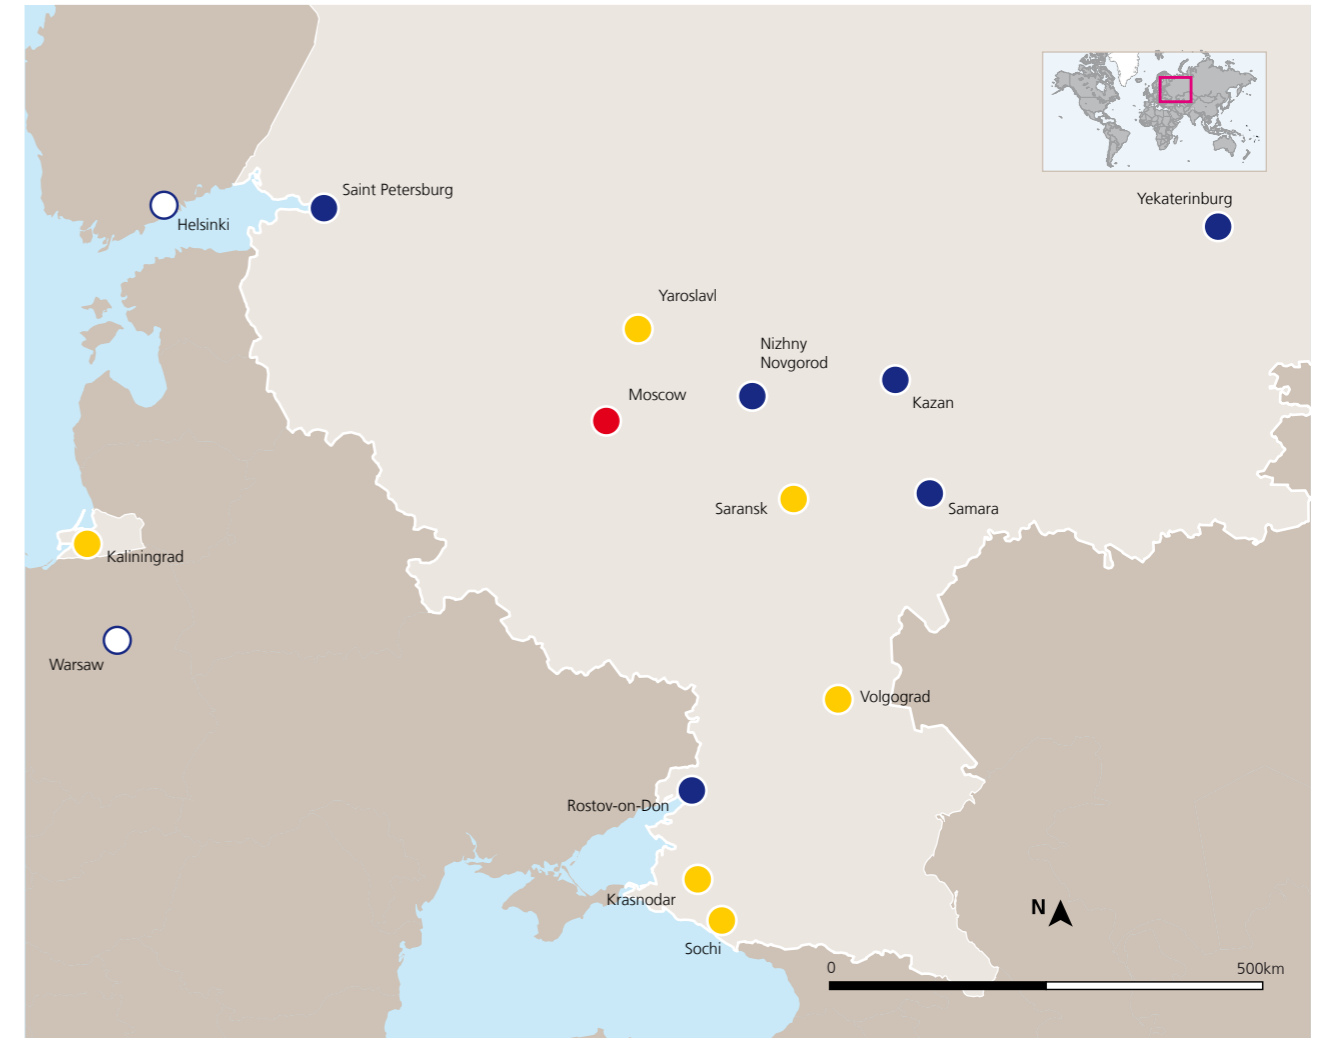 Saint Petersburg
Yekaterinburg
Helsinki
Yaroslavl
Nizhny
Novgorod
Moscow
Kazan
Saransk
Samara
Kaliningrad
Warsaw
Volgograd
Rostov-on-Don
Krasnodar
N
Sochi
0
500km